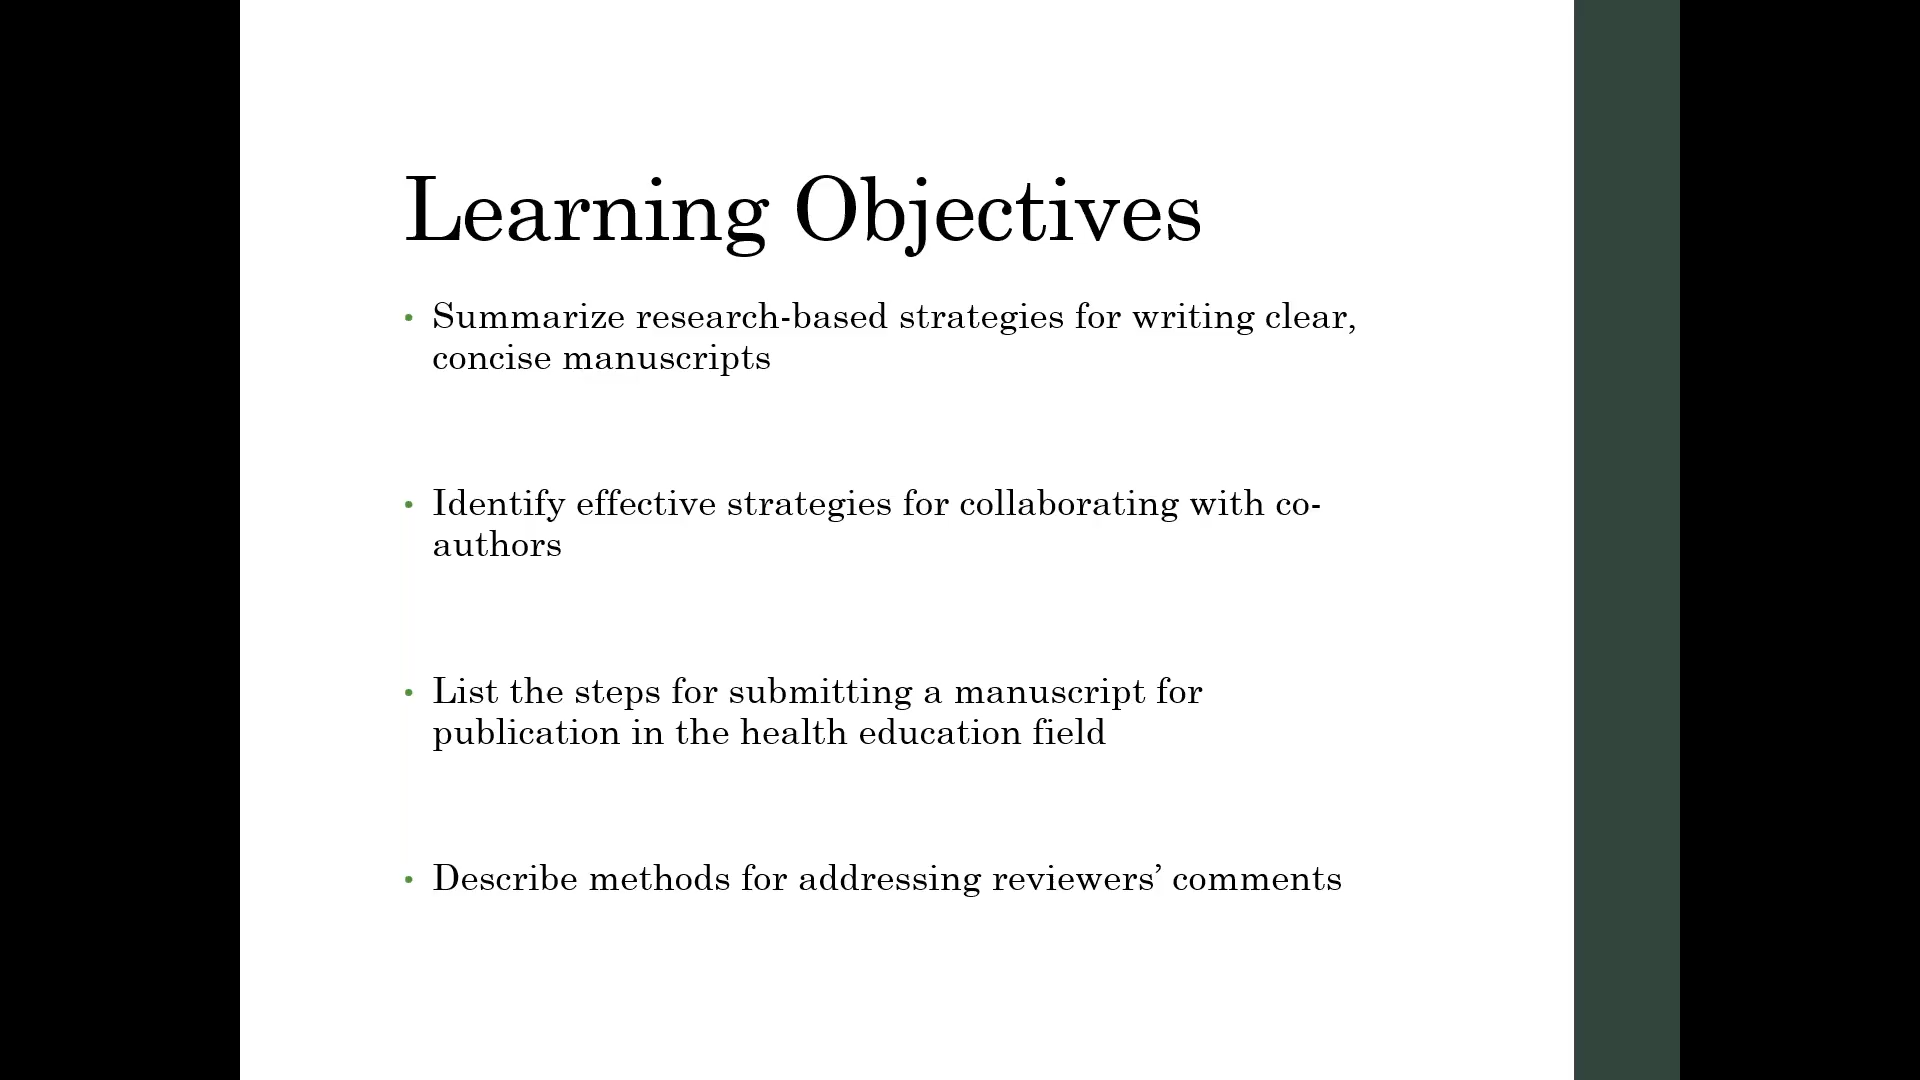 Learning Objectives
• Summarize research-based strategies for writing clear,
concise manuscripts
• Identify effective strategies for collaborating with co-
authors
• List the steps for submitting a manuscript for
publication in the health education field
• Describe methods for addressing reviewers’ comments